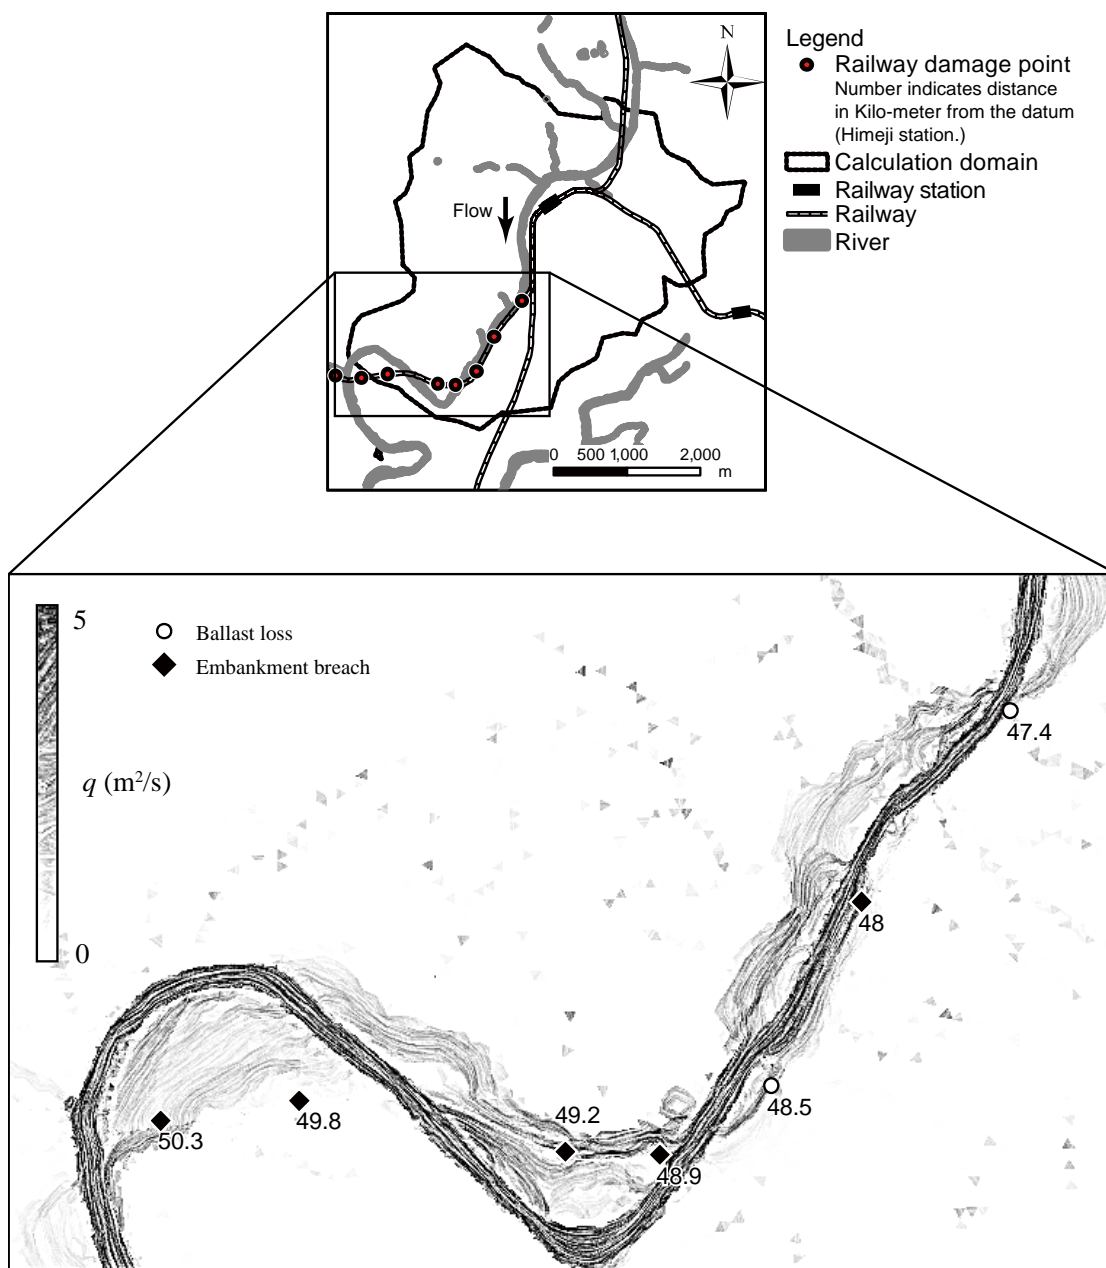 N
Flow
0 500 1,000 2,000
m
Legend
Railway damage point
Number indicates distance
in Kilo-meter from the datum
(Himeji station.)
Calculation domain
Railway station
Railway
River
5
q (m²/s)
0
Ballast loss
Embankment breach
47.4
48
48.5
49.2
48.9
49.8
50.3